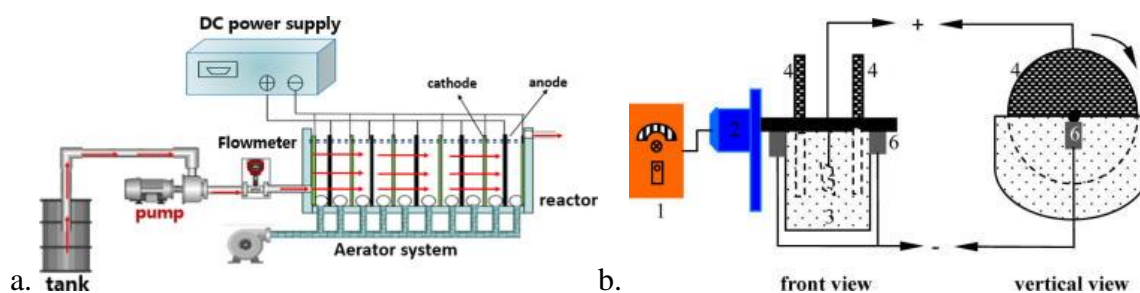 DC power supply
cathode
anode
Flowmeter
pump
reactor
Aerator system
a.
tank
+
4
4
4
2
6
6
5
3
1
-
b.
front view
vertical view